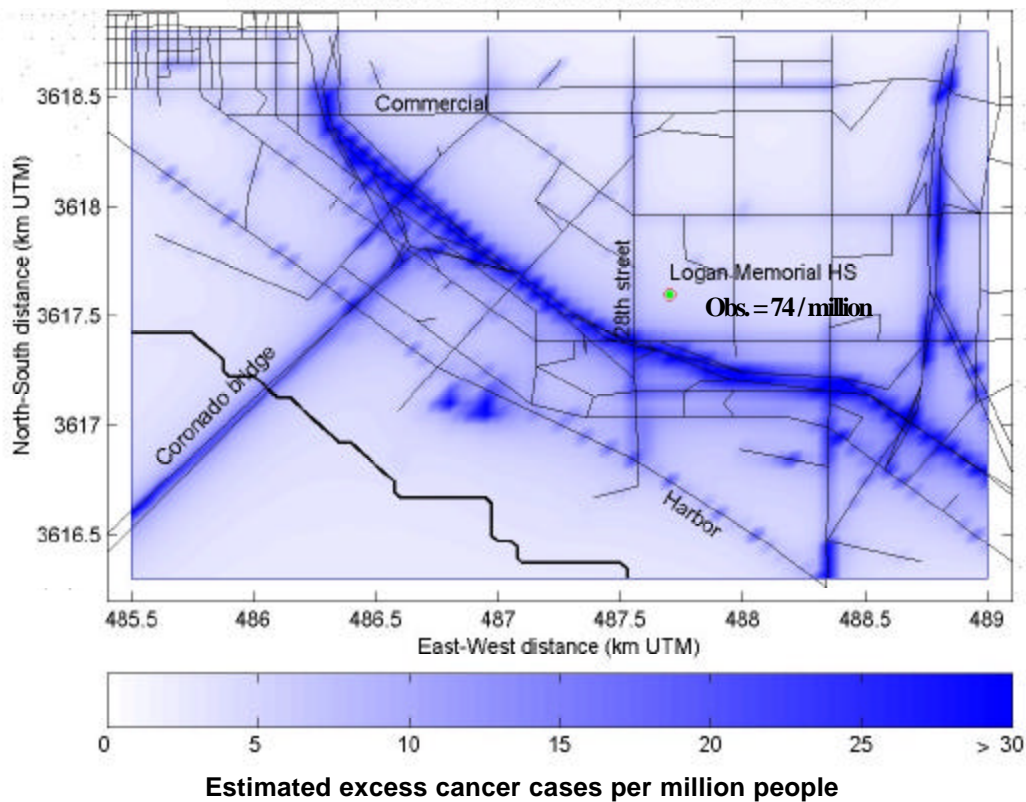 3618.5
3618
3617.5
3617
3616.5
North-South distance (km UTM)
Commercial
28th street
Logan Memorial HS
Obs. = 74 / million
Coronado bridge
Harbor
485.5 486 486.5 487 487.5 488 488.5 489
East-West distance (km UTM)
0 5 10 15 20 25 > 30
Estimated excess cancer cases per million people